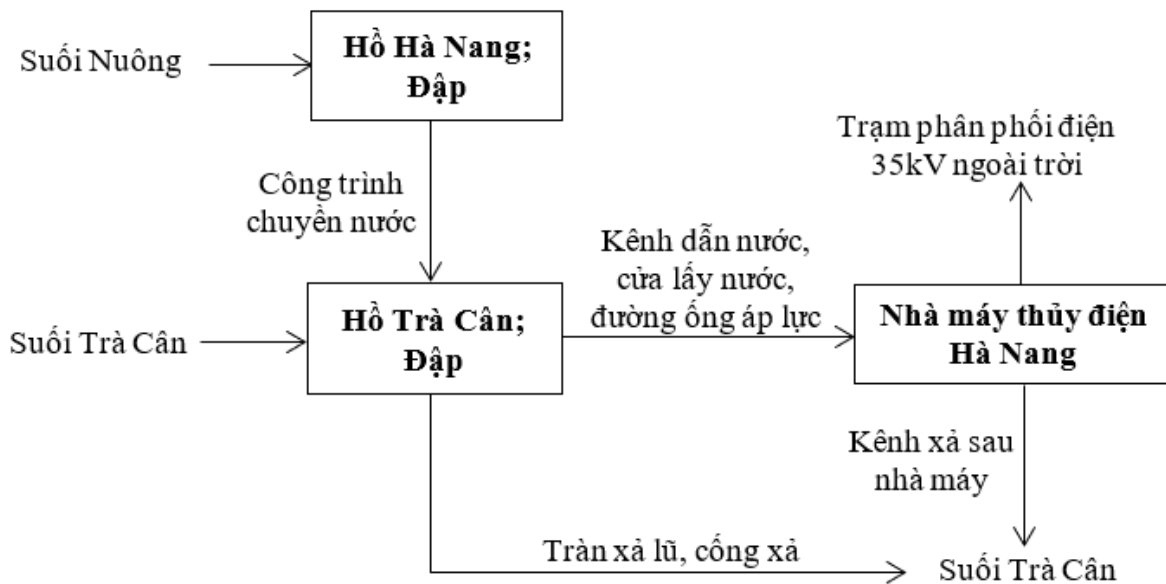 Suối Nuông
Hồ Hà Nang;
Đập
Trạm phân phối điện
35kV ngoài trời
Công trình
chuyền nước
Kênh dẫn nước,
cửa lấy nước,
đường ống áp lực
Suối Trà Cân
Hồ Trà Cân;
Đập
Nhà máy thủy điện
Hà Nang
Kênh xả sau
nhà máy
Tràn xả lũ, cống xả
Suối Trà Cân